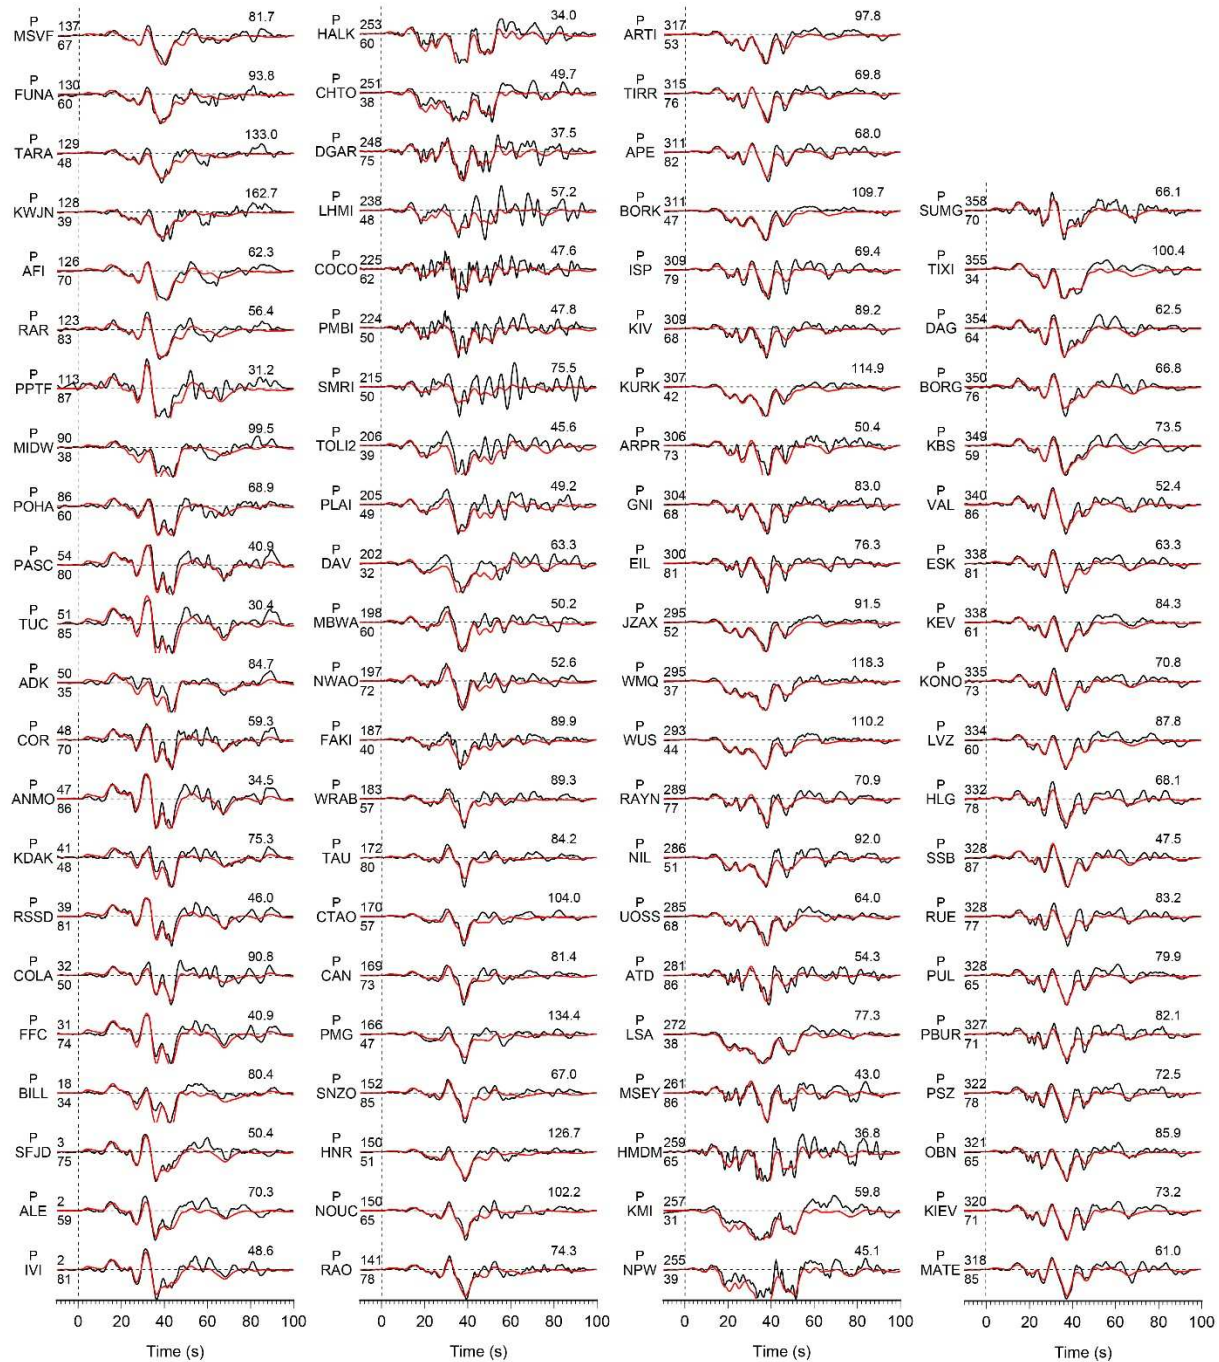 P
MSVF 137 67 81.7
P
FUNA 130 60 93.8
P
TARA 129 48 133.0
P
KWJN 128 39 162.7
P
AFI 126 70 62.3
P
RAR 123 83 56.4
P
PPTF 113 87 31.2
P
MIDW 90 38 99.5
P
POHA 86 60 68.9
P
PASC 54 80 40.9
P
TUC 51 85 30.4
P
ADK 50 35 84.7
P
COR 48 70 59.3
P
ANMO 47 86 34.5
P
KDAK 41 48 75.3
P
RSSD 39 81 46.0
P
COLA 32 50 90.8
P
FFC 31 74 40.9
P
BILL 18 34 80.4
P
SFJD 3 75 50.4
P
ALE 2 59 70.3
P
IVI 2 81 48.6
0 20 40 60 80 100
Time (s)
P
HALK 253 60 34.0
P
CHTO 251 38 49.7
P
DGAR 248 75 37.5
P
LHMI 238 48 57.2
P
COCO 225 62 47.6
P
PMBI 224 50 47.8
P
SMRI 215 50 75.5
P
TOLI2 206 39 45.6
P
PLAI 205 49 49.2
P
DAV 202 32 63.3
P
MBWA 198 60 50.2
P
NWAO 197 72 52.6
P
FAKI 187 40 89.9
P
WRAB 183 57 89.3
P
TAU 172 80 84.2
P
CTAO 170 57 104.0
P
CAN 169 73 81.4
P
PMG 166 47 134.4
P
SNZO 152 85 67.0
P
HNR 150 51 126.7
P
NOUC 150 65 102.2
P
RAO 141 78 74.3
0 20 40 60 80 100
Time (s)
P
ARTI 317 53 97.8
P
TIRR 315 76 69.8
P
APE 311 82 68.0
P
BORK 311 47 109.7
P
ISP 309 79 69.4
P
KIV 309 68 89.2
P
KURK 307 42 114.9
P
ARPR 306 73 50.4
P
GNI 304 68 83.0
P
EIL 300 81 76.3
P
JZAX 295 52 91.5
P
WMQ 295 37 118.3
P
WUS 293 44 110.2
P
RAYN 289 77 70.9
P
NIL 286 51 92.0
P
UOSS 285 68 64.0
P
ATD 281 86 54.3
P
LSA 272 38 77.3
P
MSEY 261 86 43.0
P
HMDM 259 65 36.8
P
KMI 257 31 59.8
P
NPW 255 39 45.1
0 20 40 60 80 100
Time (s)
P
SUMG 358 70 66.1
P
TIXI 355 34 100.4
P
DAG 354 64 62.5
P
BORG 350 76 66.8
P
KBS 349 59 73.5
P
VAL 340 86 52.4
P
ESK 338 81 63.3
P
KEV 338 61 84.3
P
KONO 335 73 70.8
P
LVZ 334 60 87.8
P
HLG 332 78 68.1
P
SSB 328 87 47.5
P
RUE 328 77 83.2
P
PUL 328 65 79.9
P
PBUR 327 71 82.1
P
PSZ 322 78 72.5
P
OBN 321 65 85.9
P
KIEV 320 71 73.2
P
MATE 318 85 61.0
0 20 40 60 80 100
Time (s)